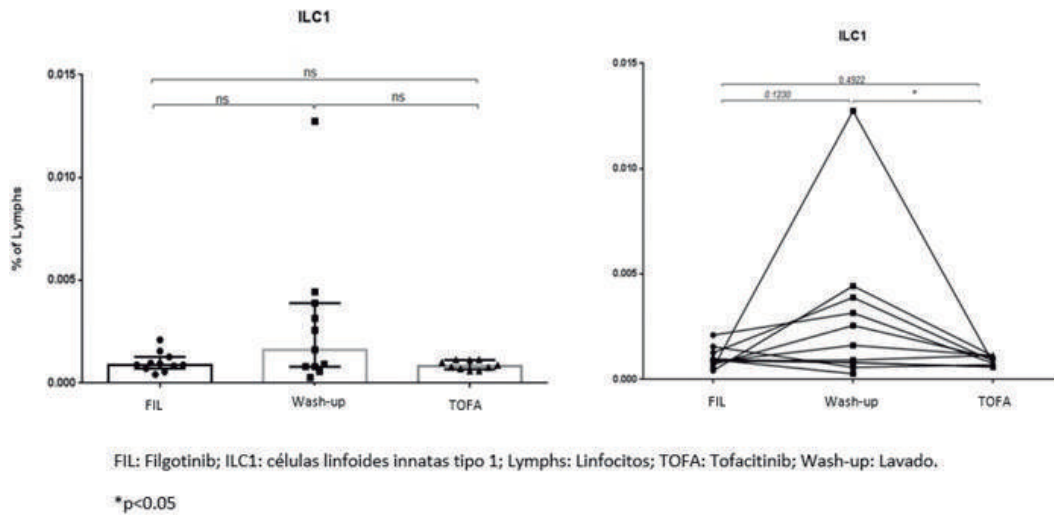 ILC1
0.015
ns
ns
ns
0.010
% of Lymphs
0.005
0.000
FIL
Wash-up
TOFA
ILC1
0.015
0.4922
0.1230
*
0.010
0.005
0.000
FIL
Wash-up
TOFA
FIL: Filgotinib; ILC1: células linfoides innatas tipo 1; Lymphs: Linfocitos; TOFA: Tofacitinib; Wash-up: Lavado.
*p<0.05